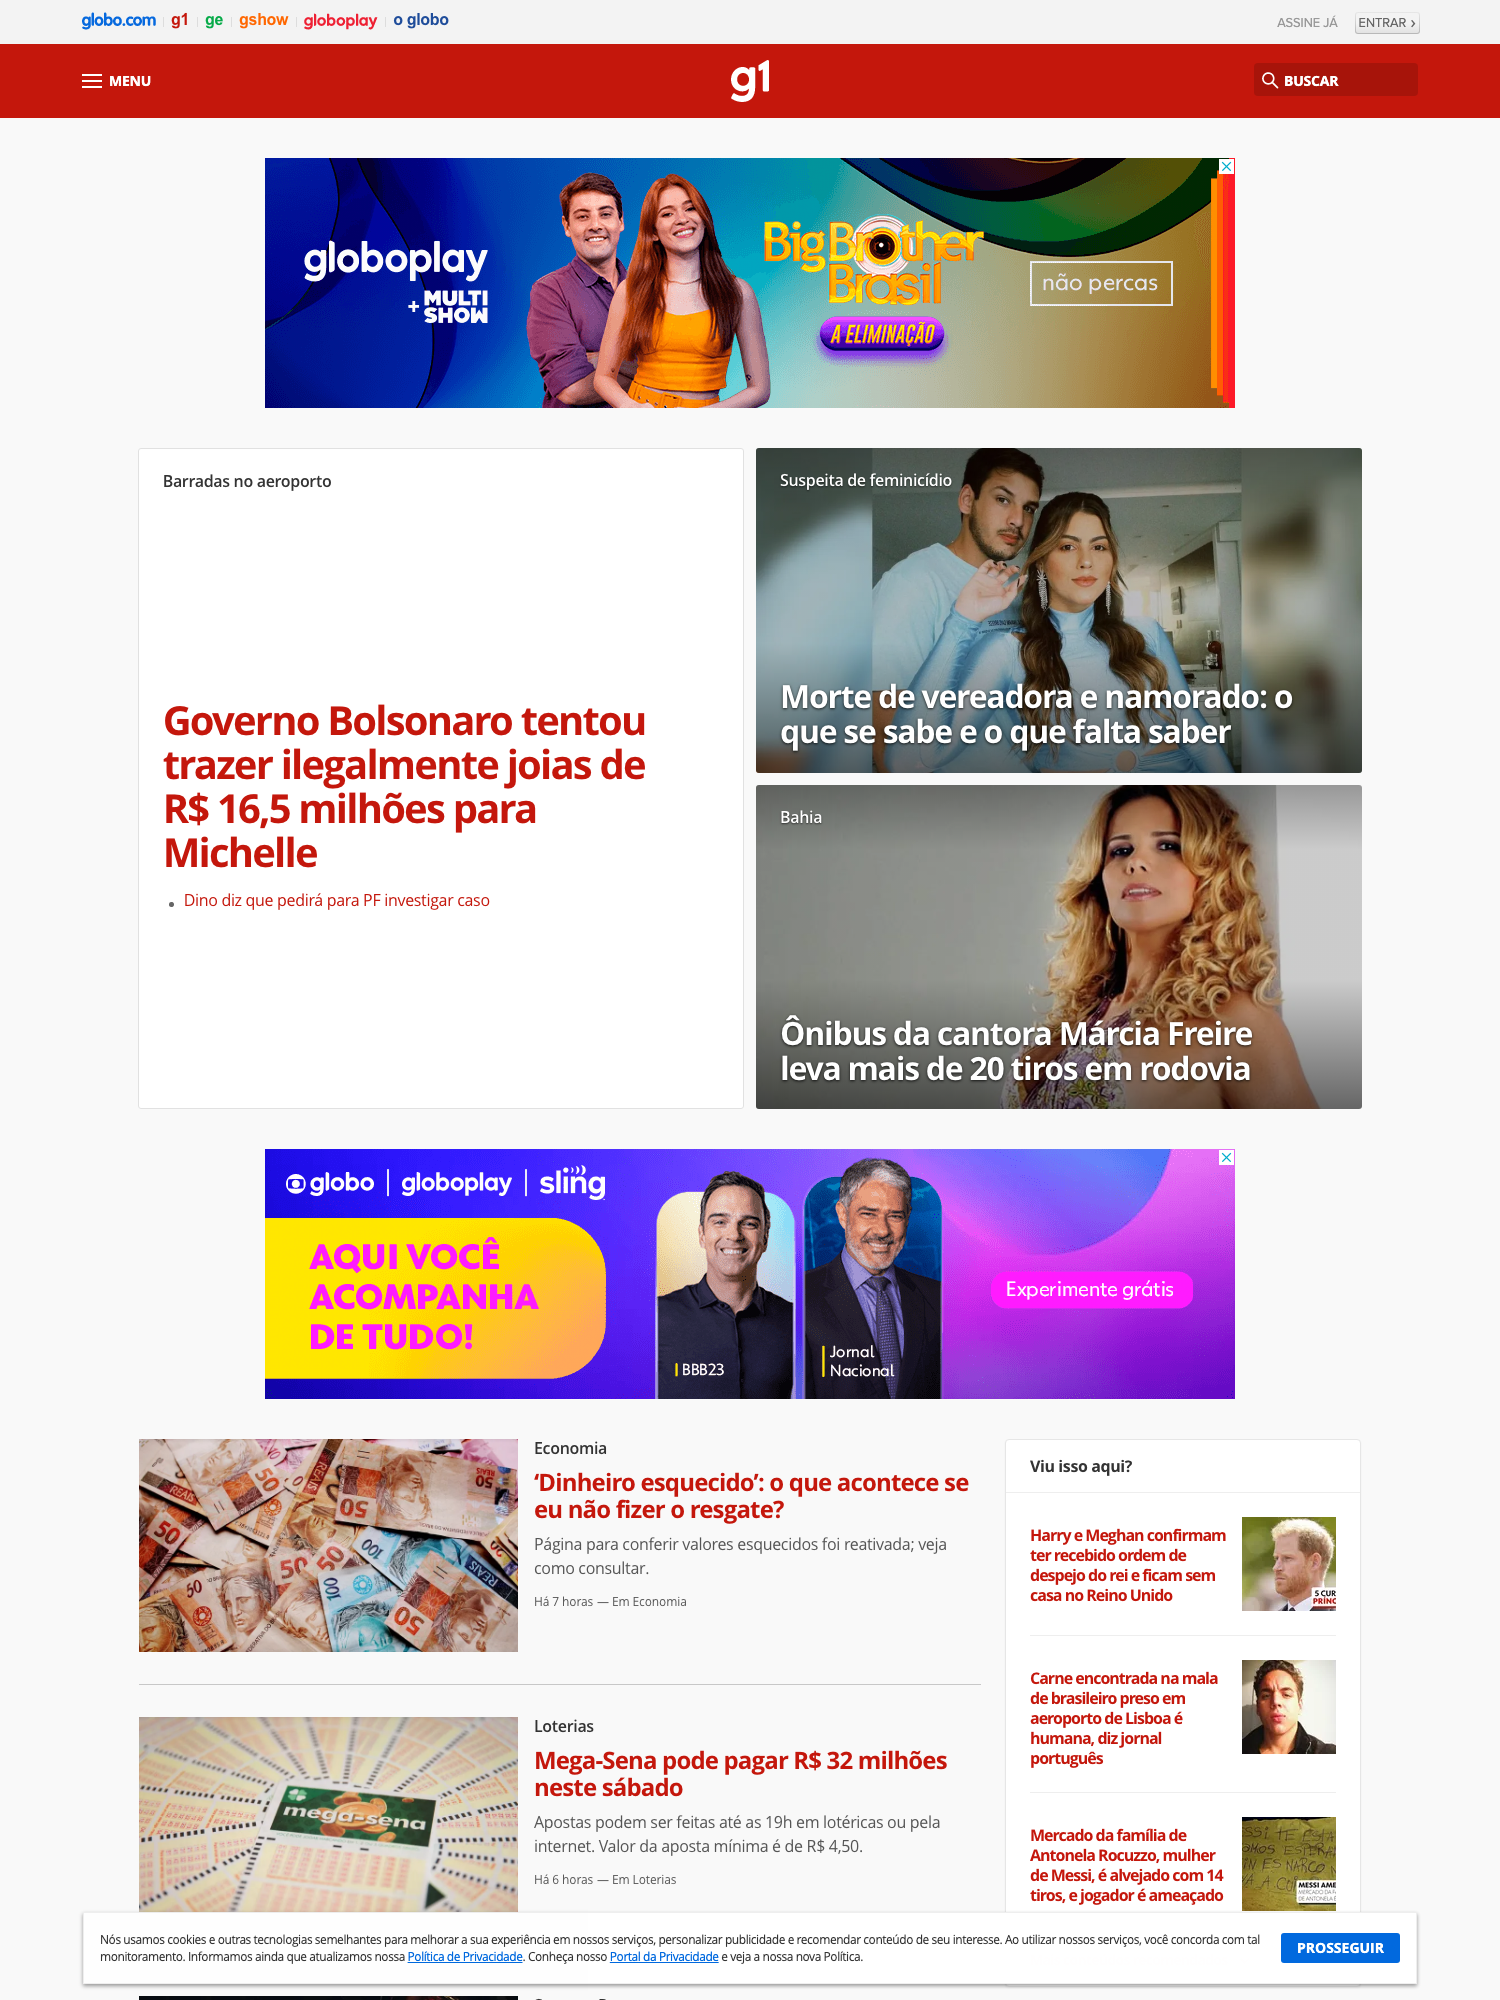 globo.com g1 ge gshow globoplay o globo
ASSINE JÁ ENTRAR ›
MENU
g1
BUSCAR
globoplay
+ MULTI
SHOW
Big Brother
Brasil
A ELIMINAÇÃO
não percas
Barradas no aeroporto
Governo Bolsonaro tentou
trazer ilegalmente joias de
R$ 16,5 milhões para
Michelle
• Dino diz que pedirá para PF investigar caso
Suspeita de feminicídio
Morte de vereadora e namorado: o
que se sabe e o que falta saber
Bahia
Ônibus da cantora Márcia Freire
leva mais de 20 tiros em rodovia
globo | globoplay | sling
AQUI VOCÊ
ACOMPANHA
DE TUDO!
BBB23
Jornal
Nacional
Experimente grátis
Economia
‘Dinheiro esquecido’: o que acontece se
eu não fizer o resgate?
Página para conferir valores esquecidos foi reativada; veja
como consultar.
Há 7 horas — Em Economia
Loterias
mega-sena
Mega-Sena pode pagar R$ 32 milhões
neste sábado
Apostas podem ser feitas até as 19h em lotéricas ou pela
internet. Valor da aposta mínima é de R$ 4,50.
Há 6 horas — Em Loterias
Viu isso aqui?
Harry e Meghan confirmam
ter recebido ordem de
despejo do rei e ficam sem
casa no Reino Unido
5 CUR
PRÍNC
Carne encontrada na mala
de brasileiro preso em
aeroporto de Lisboa é
humana, diz jornal
português
Mercado da família de
Antonela Rocuzzo, mulher
de Messi, é alvejado com 14
tiros, e jogador é ameaçado
MESSI AME
MERCADO DA FA
DE ANTONELA
Nós usamos cookies e outras tecnologias semelhantes para melhorar a sua experiência em nossos serviços, personalizar publicidade e recomendar conteúdo de seu interesse. Ao utilizar nossos serviços, você concorda com tal
monitoramento. Informamos ainda que atualizamos nossa Política de Privacidade. Conheça nosso Portal da Privacidade e veja a nossa nova Política.
PROSSEGUIR